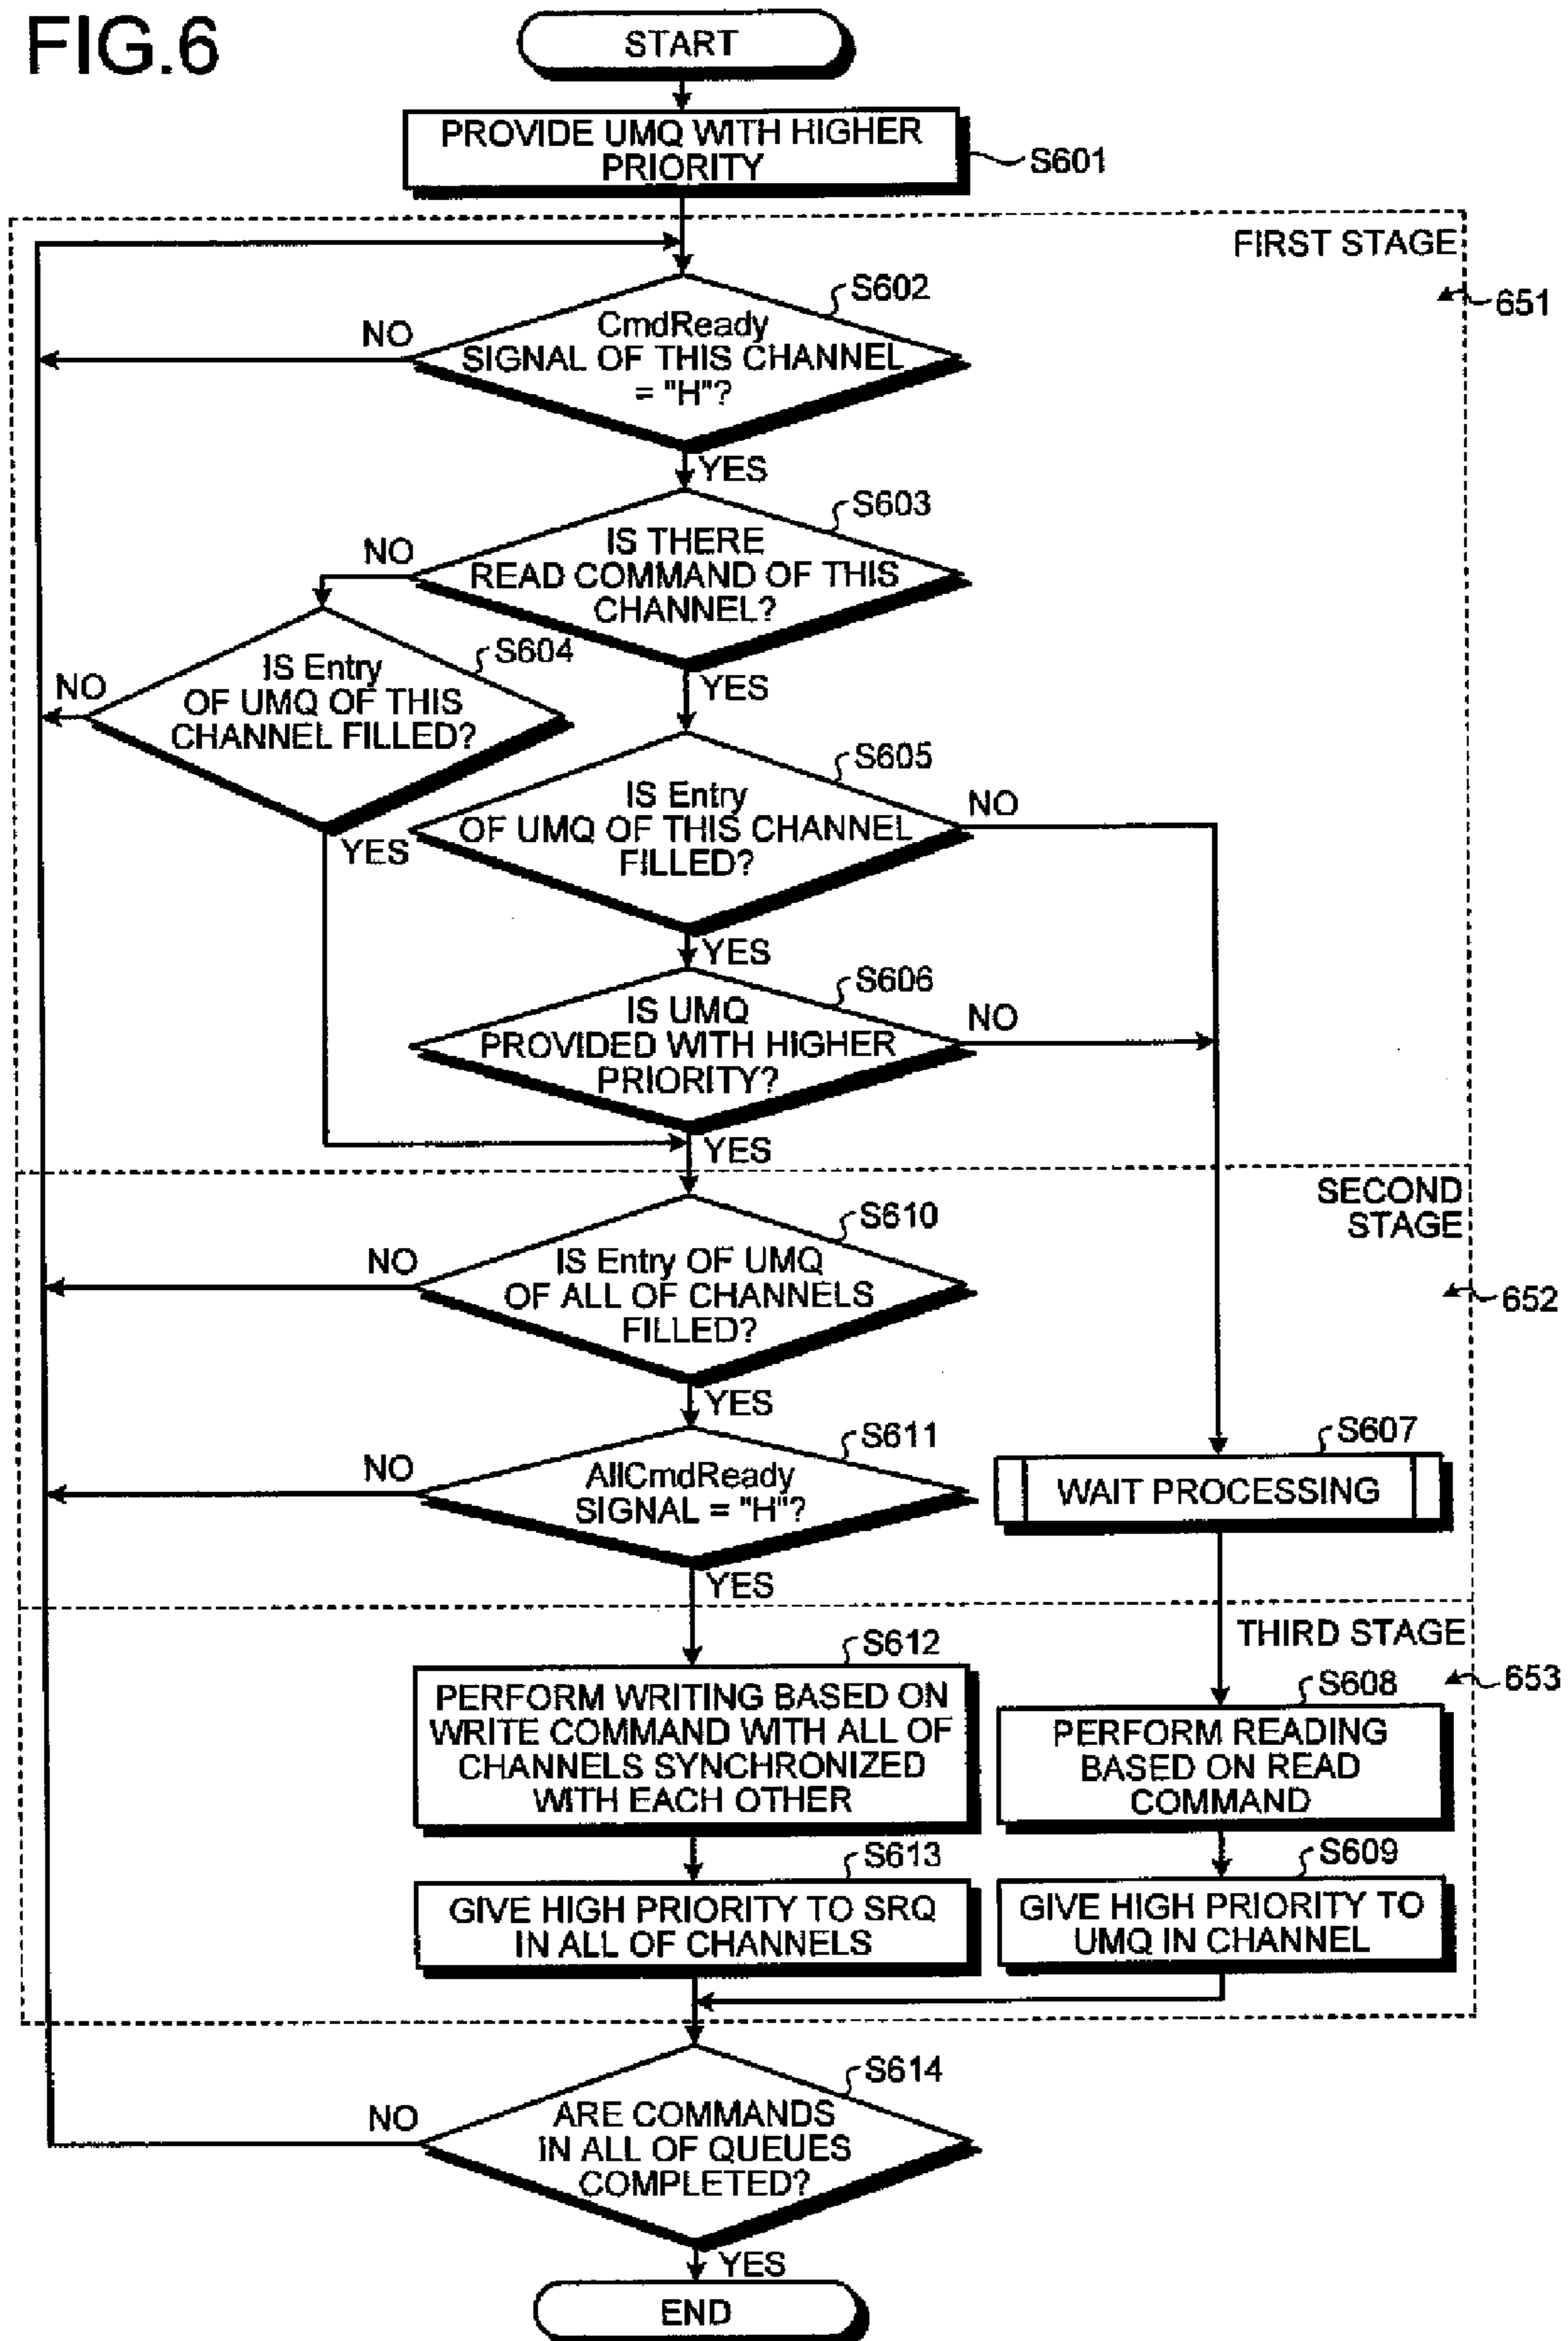 FIG.6
START
PROVIDE UMQ WITH HIGHER
PRIORITY
S601
FIRST STAGE
651
S602
CmdReady
SIGNAL OF THIS CHANNEL
= "H"?
NO
YES
S603
IS THERE
READ COMMAND OF THIS
CHANNEL?
NO
YES
S604
IS Entry
OF UMQ OF THIS
CHANNEL FILLED?
NO
YES
S605
IS Entry
OF UMQ OF THIS CHANNEL
FILLED?
NO
YES
S606
IS UMQ
PROVIDED WITH HIGHER
PRIORITY?
NO
YES
SECOND
STAGE
652
S610
IS Entry OF UMQ
OF ALL OF CHANNELS
FILLED?
NO
YES
S611
AllCmdReady
SIGNAL = "H"?
NO
YES
S607
WAIT PROCESSING
THIRD STAGE
653
S612
PERFORM WRITING BASED ON
WRITE COMMAND WITH ALL OF
CHANNELS SYNCHRONIZED
WITH EACH OTHER
S608
PERFORM READING
BASED ON READ
COMMAND
S613
GIVE HIGH PRIORITY TO SRQ
IN ALL OF CHANNELS
S609
GIVE HIGH PRIORITY TO
UMQ IN CHANNEL
S614
ARE COMMANDS
IN ALL OF QUEUES
COMPLETED?
NO
YES
END